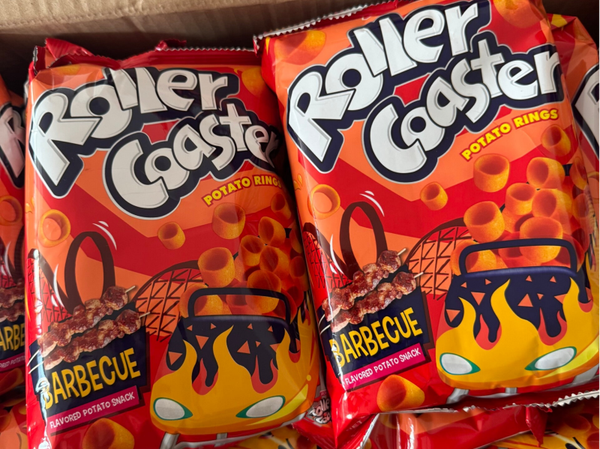 Roller
Coaster
POTATO RINGS
BARBECUE
FLAVORED POTATO SNACK
Roller
Coaster
POTATO RINGS
BARBECUE
FLAVORED POTATO SNACK